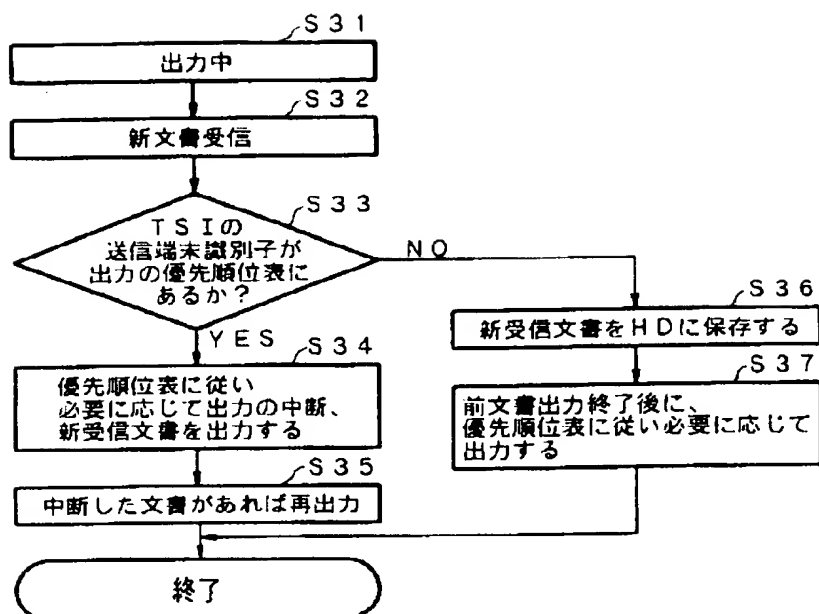 S31
出力中
S32
新文書受信
S33
TSIの
送信端末識別子が
出力の優先順位表に
あるか？
NO
YES
S34
優先順位表に従い
必要に応じて出力の中断、
新受信文書を出力する
S35
中断した文書があれば再出力
S36
新受信文書をHDに保存する
S37
前文書出力終了後に、
優先順位表に従い必要に応じて
出力する
終了